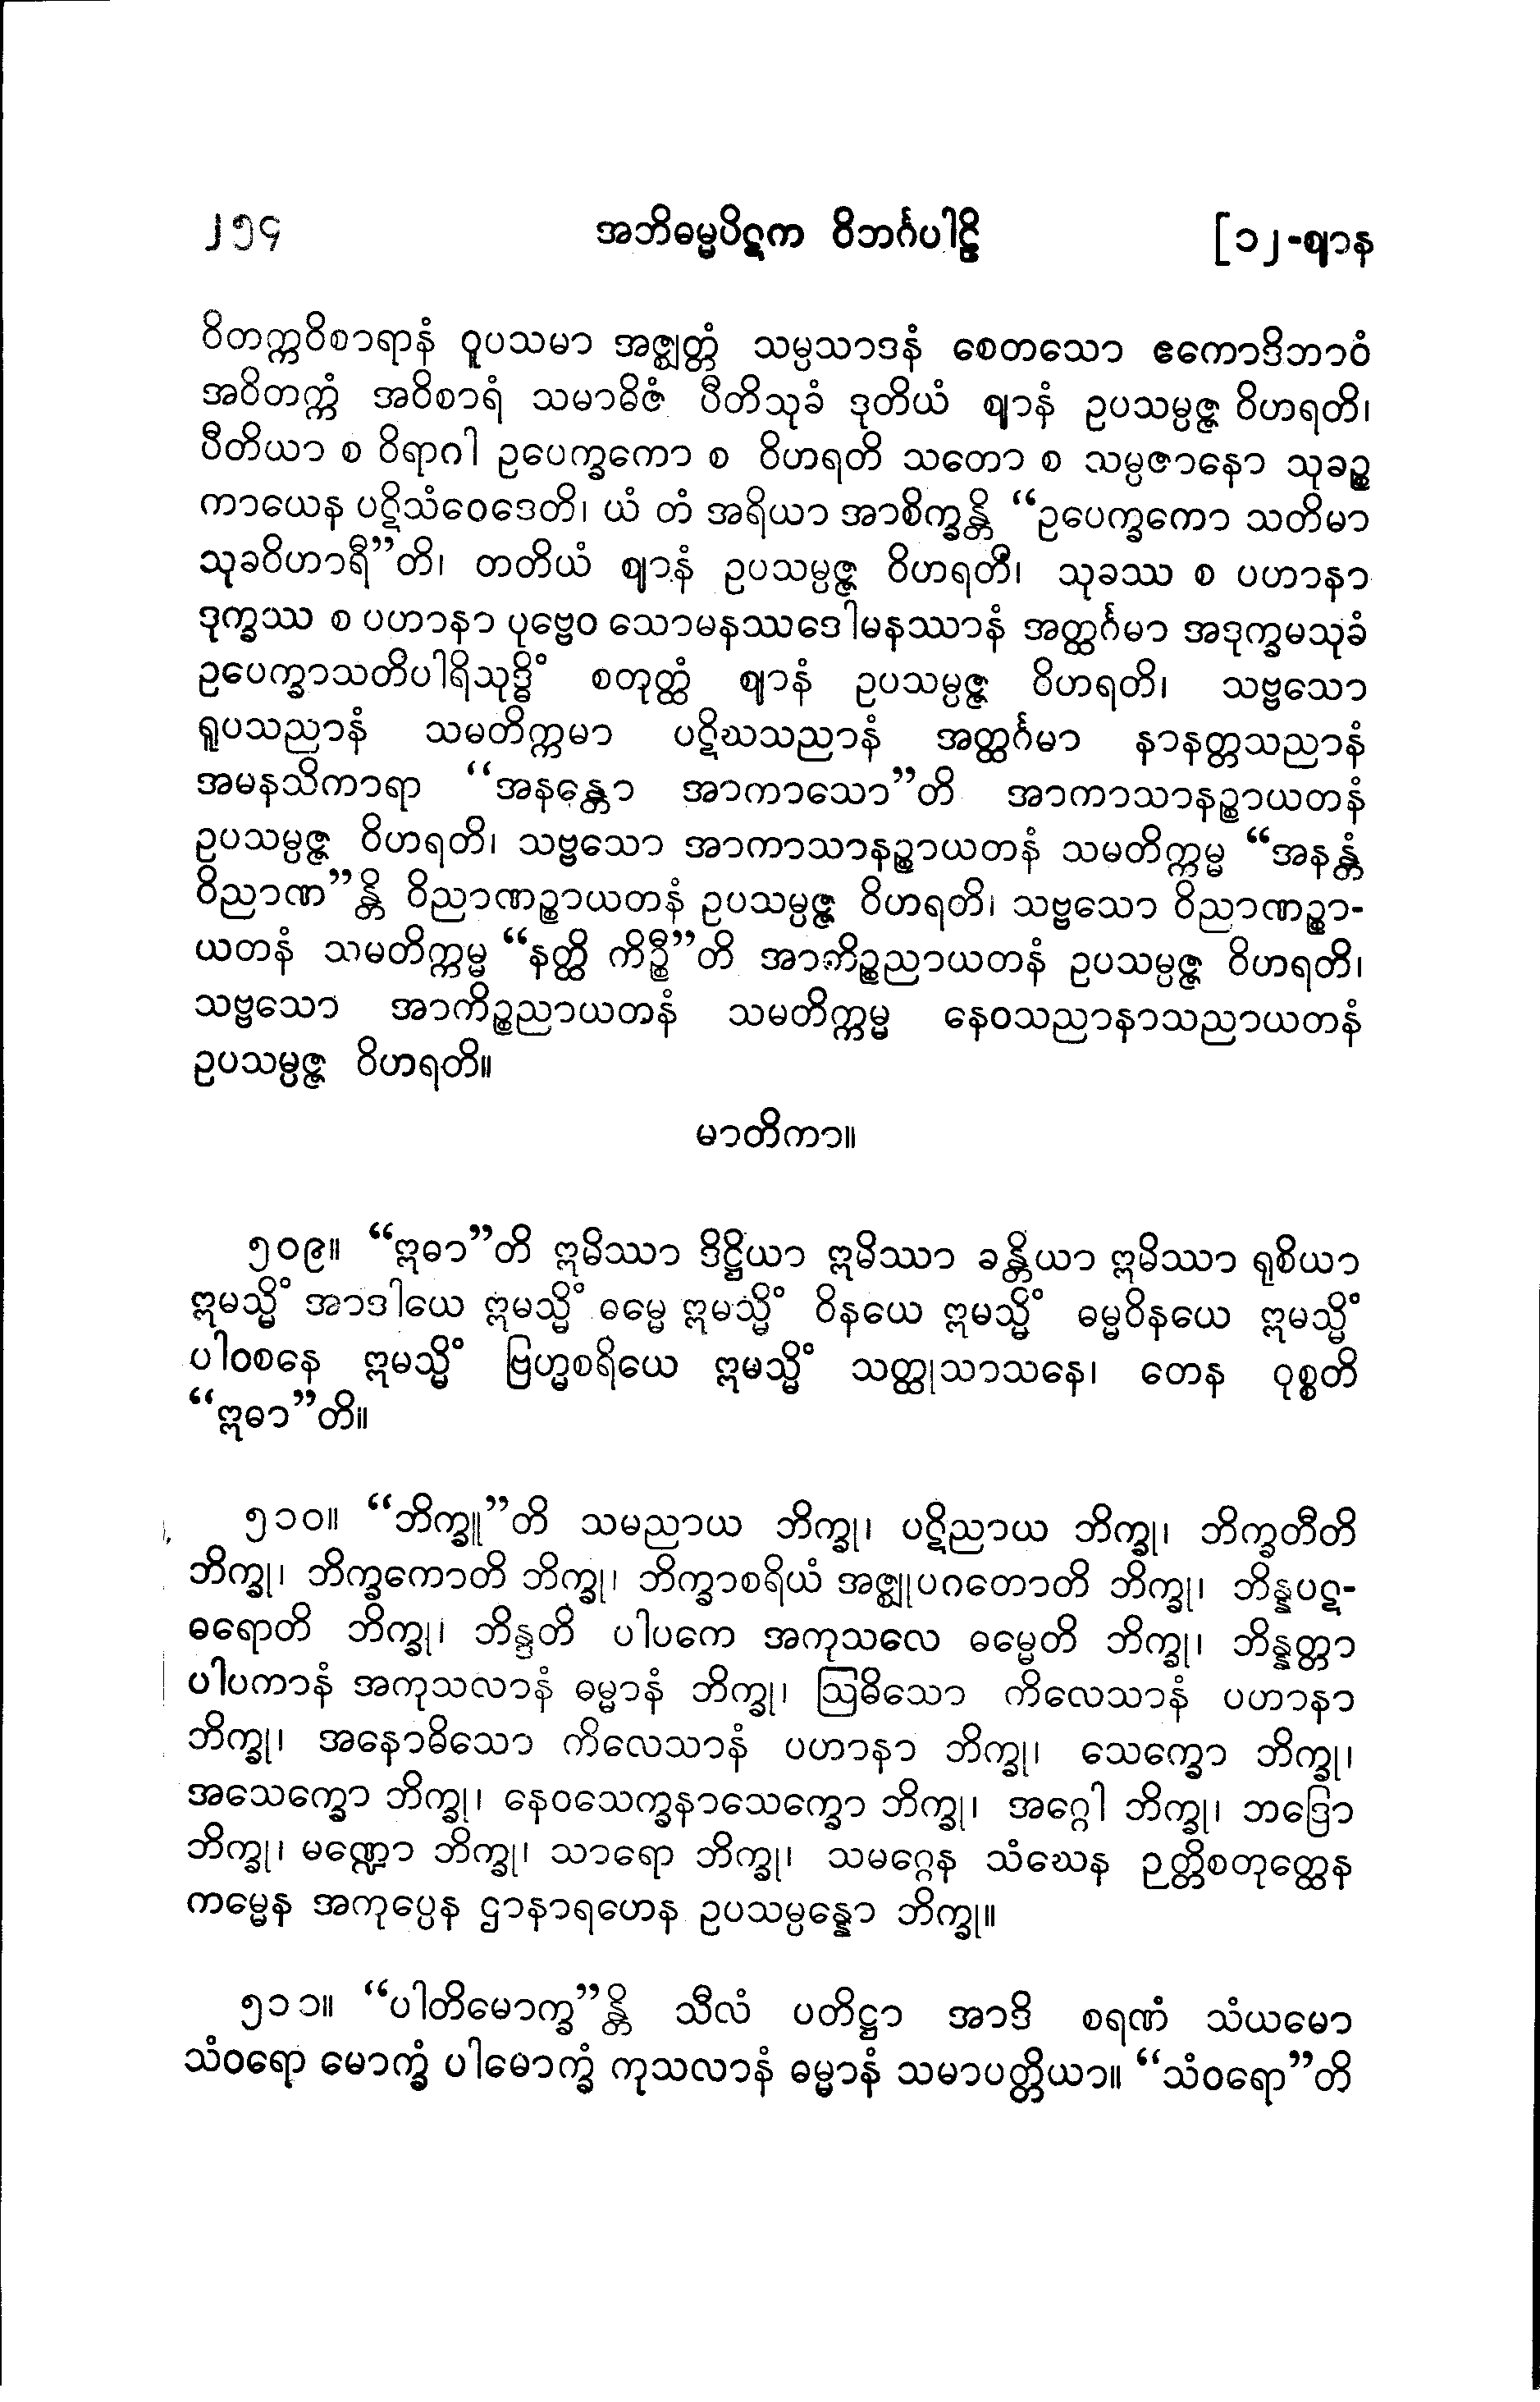 ၂၅၄ အဘိဓမ္မပိဋက ဝိဘင်္ဂပါဠိ [၁၂-ဈာန
ဝိတက္ကဝိစာရာနံ ဝူပသမာ အဇ္ဈတ္တံ သမ္ပသာဒနံ စေတသော ဧကောဒိဘာဝံ
အဝိတက္ကံ အဝိစာရံ သမာဓိဇံ ပီတိသုခံ ဒုတိယံ ဈာနံ ဥပသမ္ပဇ္ဇ ဝိဟရတိ၊
ပီတိယာ စ ဝိရာဂါ ဥပေက္ခကော စ ဝိဟရတိ သတော စ သမ္ပဇာနော သုခဉ္စ
ကာယေန ပဋိသံဝေဒေတိ၊ ယံ တံ အရိယာ အာစိက္ခန္တိ “ဥပေက္ခကော သတိမာ
သုခဝိဟာရီ”တိ၊ တတိယံ ဈာနံ ဥပသမ္ပဇ္ဇ ဝိဟရတိ၊ သုခဿ စ ပဟာနာ
ဒုက္ခဿ စ ပဟာနာ ပုဗ္ဗေဝ သောမနဿဒေါမနဿာနံ အတ္ထင်္ဂမာ အဒုက္ခမသုခံ
ဥပေက္ခာသတိပါရိသုဒ္ဓိံ စတုတ္ထံ ဈာနံ ဥပသမ္ပဇ္ဇ ဝိဟရတိ၊ သဗ္ဗသော
ရူပသညာနံ သမတိက္ကမာ ပဋိဃသညာနံ အတ္ထင်္ဂမာ နာနတ္တသညာနံ
အမနသိကာရာ “အနန္တော အာကာသော”တိ အာကာသာနဉ္စာယတနံ
ဥပသမ္ပဇ္ဇ ဝိဟရတိ၊ သဗ္ဗသော အာကာသာနဉ္စာယတနံ သမတိက္ကမ္မ “အနန္တံ
ဝိညာဏ”န္တိ ဝိညာဏဉ္စာယတနံ ဥပသမ္ပဇ္ဇ ဝိဟရတိ၊ သဗ္ဗသော ဝိညာဏဉ္စာ-
ယတနံ သမတိက္ကမ္မ “နတ္ထိ ကိဉ္စီ”တိ အာကိဉ္စညာယတနံ ဥပသမ္ပဇ္ဇ ဝိဟရတိ၊
သဗ္ဗသော အာကိဉ္စညာယတနံ သမတိက္ကမ္မ နေဝသညာနာသညာယတနံ
ဥပသမ္ပဇ္ဇ ဝိဟရတိ။
မာတိကာ။
၅၀၉။ “ဣဓာ”တိ ဣမိဿာ ဒိဋ္ဌိယာ ဣမိဿာ ခန္တိယာ ဣမိဿာ ရုစိယာ
ဣမသ္မိံ အာဒါယေ ဣမသ္မိံ ဓမ္မေ ဣမသ္မိံ ဝိနယေ ဣမသ္မိံ ဓမ္မဝိနယေ ဣမသ္မိံ
ပါဝစနေ ဣမသ္မိံ ဗြဟ္မစရိယေ ဣမသ္မိံ သတ္ထုသာသနေ၊ တေန ဝုစ္စတိ
“ဣဓာ”တိ။
၅၁၀။ “ဘိက္ခူ”တိ သမညာယ ဘိက္ခု၊ ပဋိညာယ ဘိက္ခု၊ ဘိက္ခတီတိ
ဘိက္ခု၊ ဘိက္ခကောတိ ဘိက္ခု၊ ဘိက္ခာစရိယံ အဇ္ဈုပဂတောတိ ဘိက္ခု၊ ဘိန္နပဋ-
ဓရောတိ ဘိက္ခု၊ ဘိန္ဒတိ ပါပကေ အကုသလေ ဓမ္မေတိ ဘိက္ခု၊ ဘိန္နတ္တာ
ပါပကာနံ အကုသလာနံ ဓမ္မာနံ ဘိက္ခု၊ ဩဓိသော ကိလေသာနံ ပဟာနာ
ဘိက္ခု၊ အနောဓိသော ကိလေသာနံ ပဟာနာ ဘိက္ခု၊ သေက္ခော ဘိက္ခု၊
အသေက္ခော ဘိက္ခု၊ နေဝသေက္ခနာသေက္ခော ဘိက္ခု၊ အဂ္ဂေါ ဘိက္ခု၊ ဘဒြော
ဘိက္ခု၊ မဏ္ဍော ဘိက္ခု၊ သာရော ဘိက္ခု၊ သမဂ္ဂေန သံဃေန ဉတ္တိစတုတ္ထေန
ကမ္မေန အကုပ္ပေန ဌာနာရဟေန ဥပသမ္ပန္နော ဘိက္ခု။
၅၁၁။ “ပါတိမောက္ခ”န္တိ သီလံ ပတိဋ္ဌာ အာဒိ စရဏံ သံယမော
သံဝရော မောက္ခံ ပါမောက္ခံ ကုသလာနံ ဓမ္မာနံ သမာပတ္တိယာ။ “သံဝရော”တိ